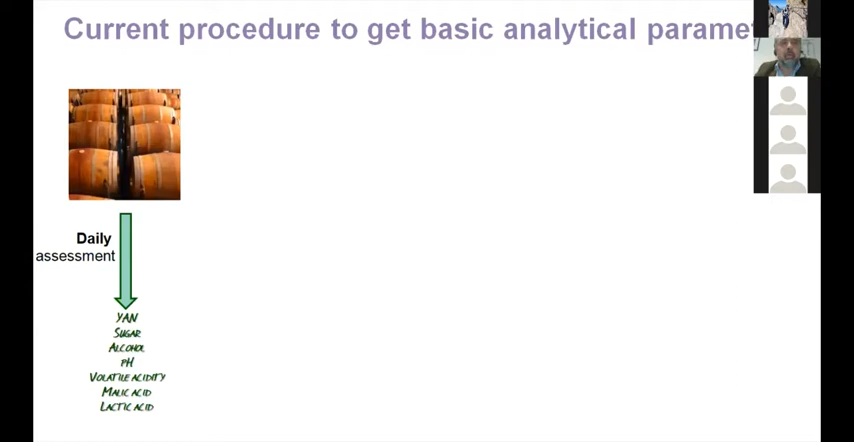 Current procedure to get basic analytical paramet
Daily
assessment
YAN
SUGAR
ALCOHOL
pH
VOLATILE ACIDITY
MALIC ACID
LACTIC ACID